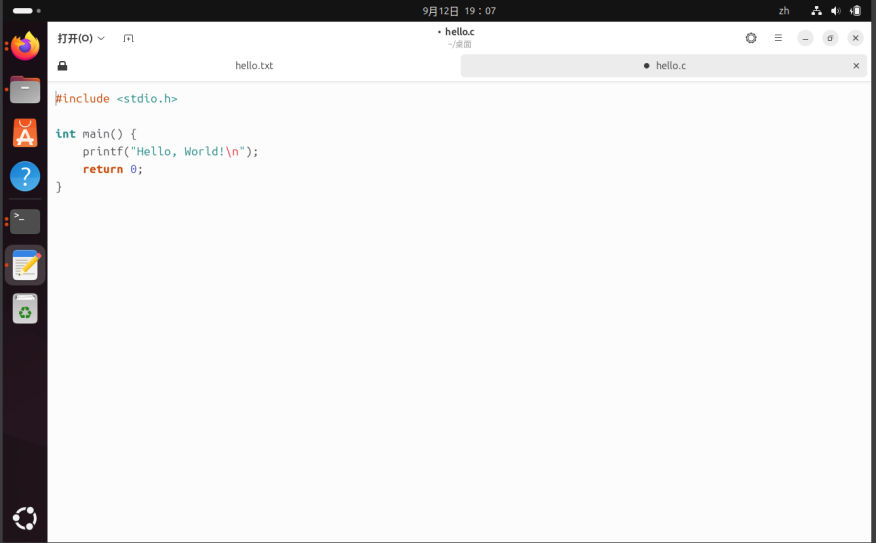 9月12日 19：07
zh
打开(O)
• hello.c
~/桌面
hello.txt
● hello.c
#include <stdio.h>
int main() {
    printf("Hello, World!\n");
    return 0;
}